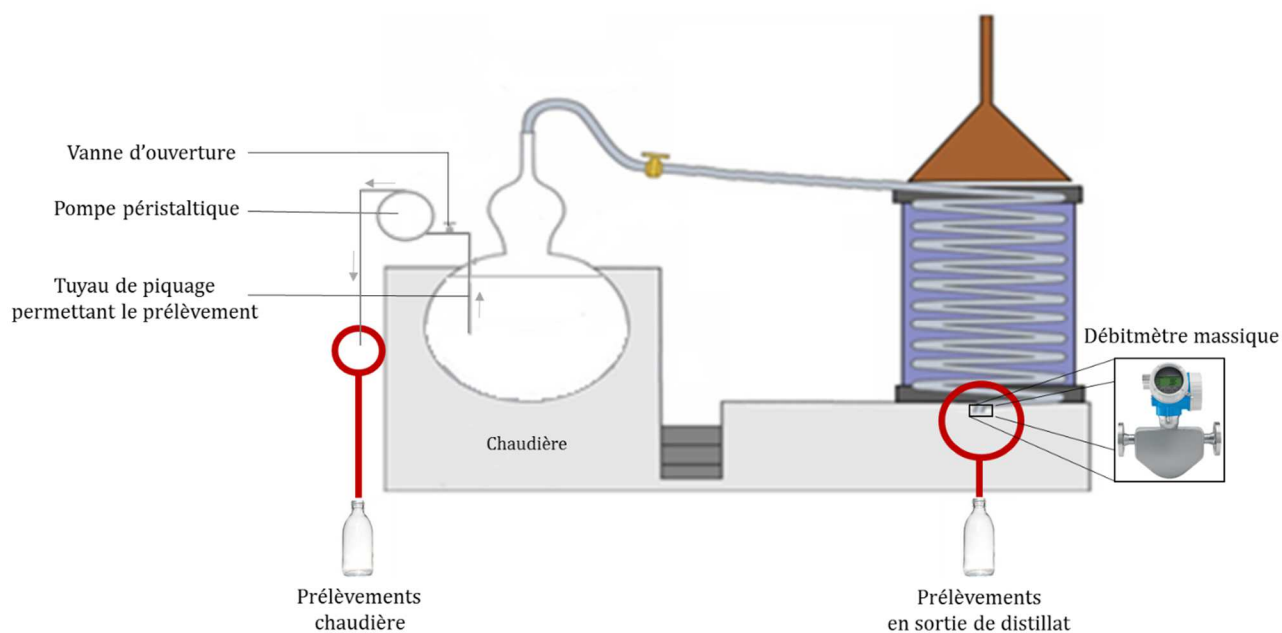 Vanne d'ouverture
Pompe péristaltique
Tuyau de piquage
permettant le prélèvement
Débitmètre massique
Chaudière
Prélèvements
chaudière
Prélèvements
en sortie de distillat